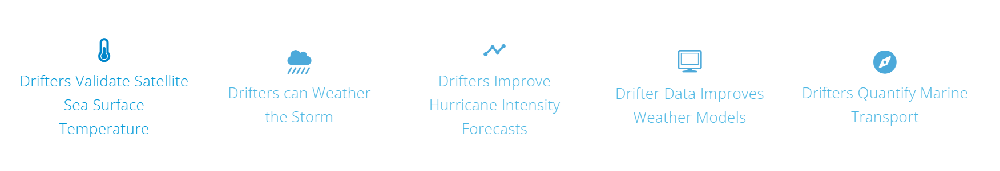 Drifters Validate Satellite
Sea Surface
Temperature
Drifters can Weather
the Storm
Drifters Improve
Hurricane Intensity
Forecasts
Drifter Data Improves
Weather Models
Drifters Quantify Marine
Transport